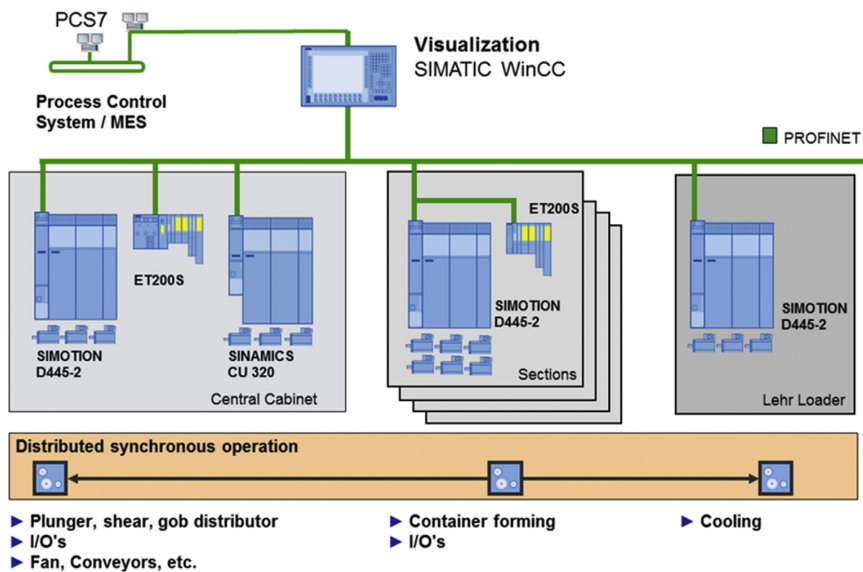 PCS7
Visualization
SIMATIC WinCC
Process Control
System / MES
PROFINET
ET200S
SIMOTION
D445-2
SINAMICS
CU 320
Central Cabinet
ET200S
SIMOTION
D445-2
Sections
SIMOTION
D445-2
Lehr Loader
Distributed synchronous operation
Plunger, shear, gob distributor
I/O's
Fan, Conveyors, etc.
Container forming
I/O's
Cooling